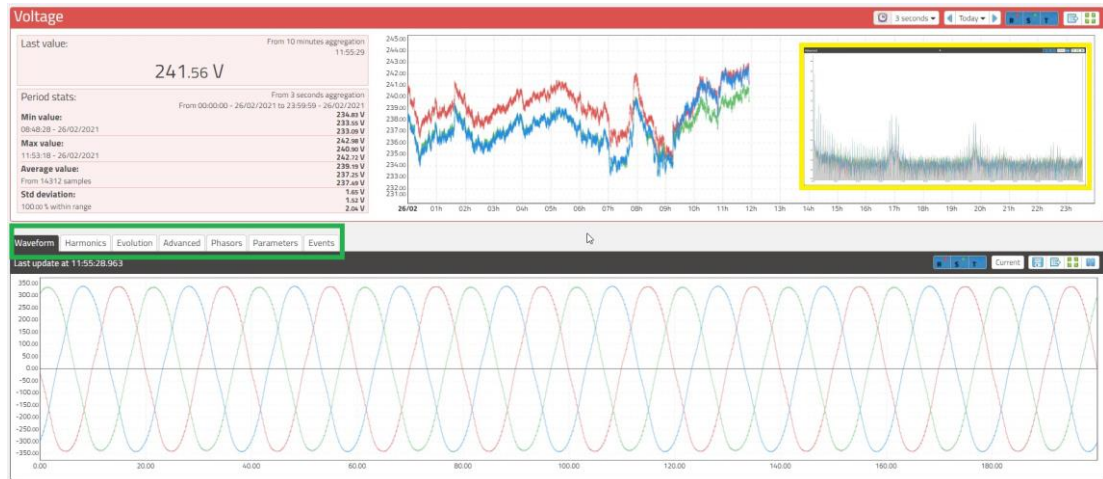 Voltage
3 seconds
Today
R S T
Last value:
From 10 minutes aggregation
11:55:29
241.56 V
Period stats:
From 3 seconds aggregation
From 00:00:00 - 26/02/2021 to 23:59:59 - 26/02/2021
Min value:
08:48:28 - 26/02/2021
234.83 V
233.55 V
233.09 V
Max value:
11:53:18 - 26/02/2021
242.98 V
240.90 V
242.72 V
Average value:
From 14312 samples
239.19 V
237.25 V
237.49 V
Std deviation:
100.00 % within range
1.65 V
1.52 V
2.04 V
245.00
244.00
243.00
242.00
241.00
240.00
239.00
238.00
237.00
236.00
235.00
234.00
233.00
232.00
231.00
26/02 01h 02h 03h 04h 05h 06h 07h 08h 09h 10h 11h 12h 13h 14h 15h 16h 17h 18h 19h 20h 21h 22h 23h
Waveform Harmonics Evolution Advanced Phasors Parameters Events
Last update at 11:55:28.963
R S T
Current
350.00
300.00
250.00
200.00
150.00
100.00
50.00
0.00
-50.00
-100.00
-150.00
-200.00
-250.00
-300.00
-350.00
0.00 20.00 40.00 60.00 80.00 100.00 120.00 140.00 160.00 180.00